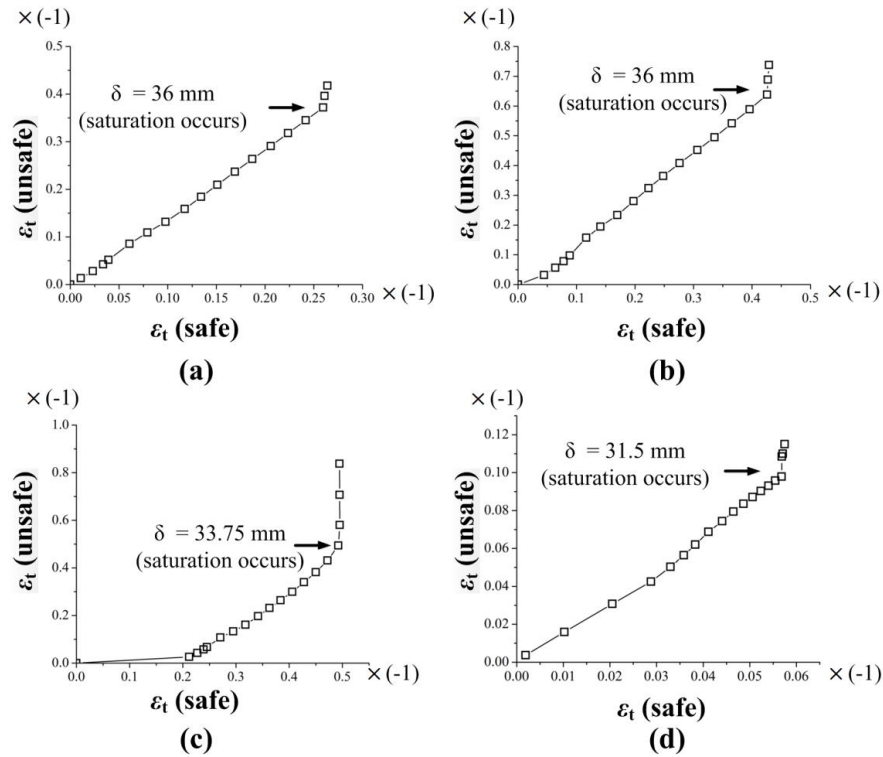 × (-1)
0.5
0.4
0.3
0.2
0.1
0.0
εt (unsafe)
δ = 36 mm
(saturation occurs)
0.00 0.05 0.10 0.15 0.20 0.25 0.30
× (-1)
εt (safe)
(a)
× (-1)
0.8
0.7
0.6
0.5
0.4
0.3
0.2
0.1
0.0
εt (unsafe)
δ = 36 mm
(saturation occurs)
0.0 0.1 0.2 0.3 0.4 0.5
× (-1)
εt (safe)
(b)
× (-1)
1.0
0.8
0.6
0.4
0.2
0.0
εt (unsafe)
δ = 33.75 mm
(saturation occurs)
0.0 0.1 0.2 0.3 0.4 0.5
× (-1)
εt (safe)
(c)
× (-1)
0.12
0.10
0.08
0.06
0.04
0.02
0.00
εt (unsafe)
δ = 31.5 mm
(saturation occurs)
0.00 0.01 0.02 0.03 0.04 0.05 0.06
× (-1)
εt (safe)
(d)